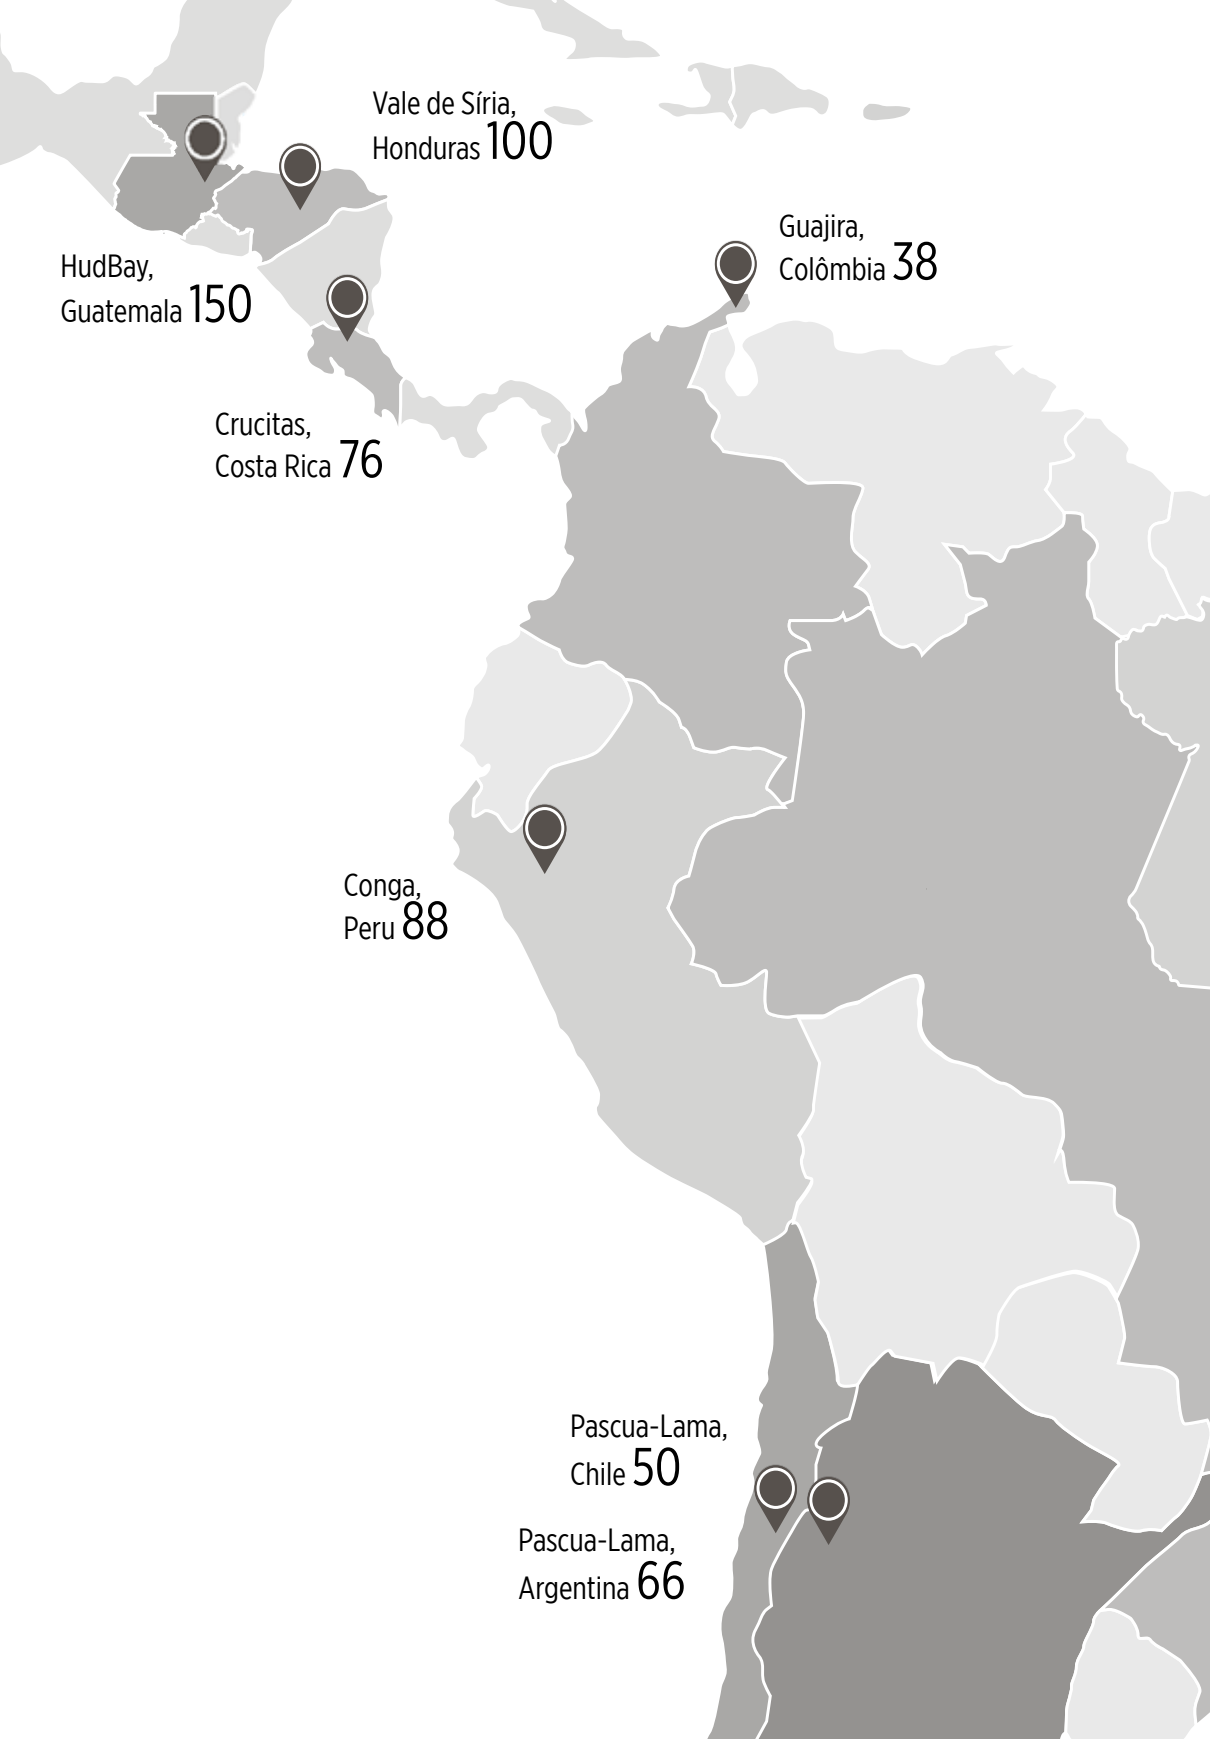 Vale de Síria,
Honduras 100
Guajira,
Colômbia 38
HudBay,
Guatemala 150
Crucitas,
Costa Rica 76
Conga,
Peru 88
Pascua-Lama,
Chile 50
Pascua-Lama,
Argentina 66